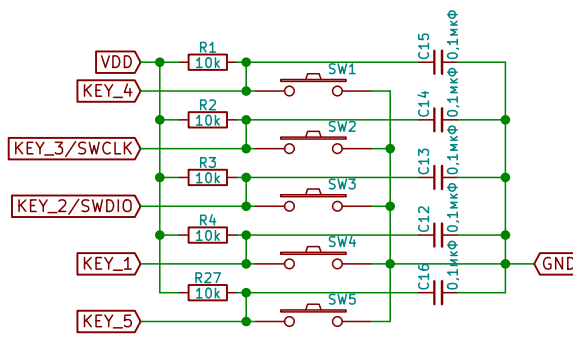 R1
VDD
10k
C15
0,1мкФ
SW1
KEY_4
R2
10k
C14
0,1мкФ
SW2
KEY_3/SWCLK
R3
10k
C13
0,1мкФ
SW3
KEY_2/SWDIO
R4
10k
C12
0,1мкФ
SW4
KEY_1
GND
R27
10k
C16
0,1мкФ
SW5
KEY_5